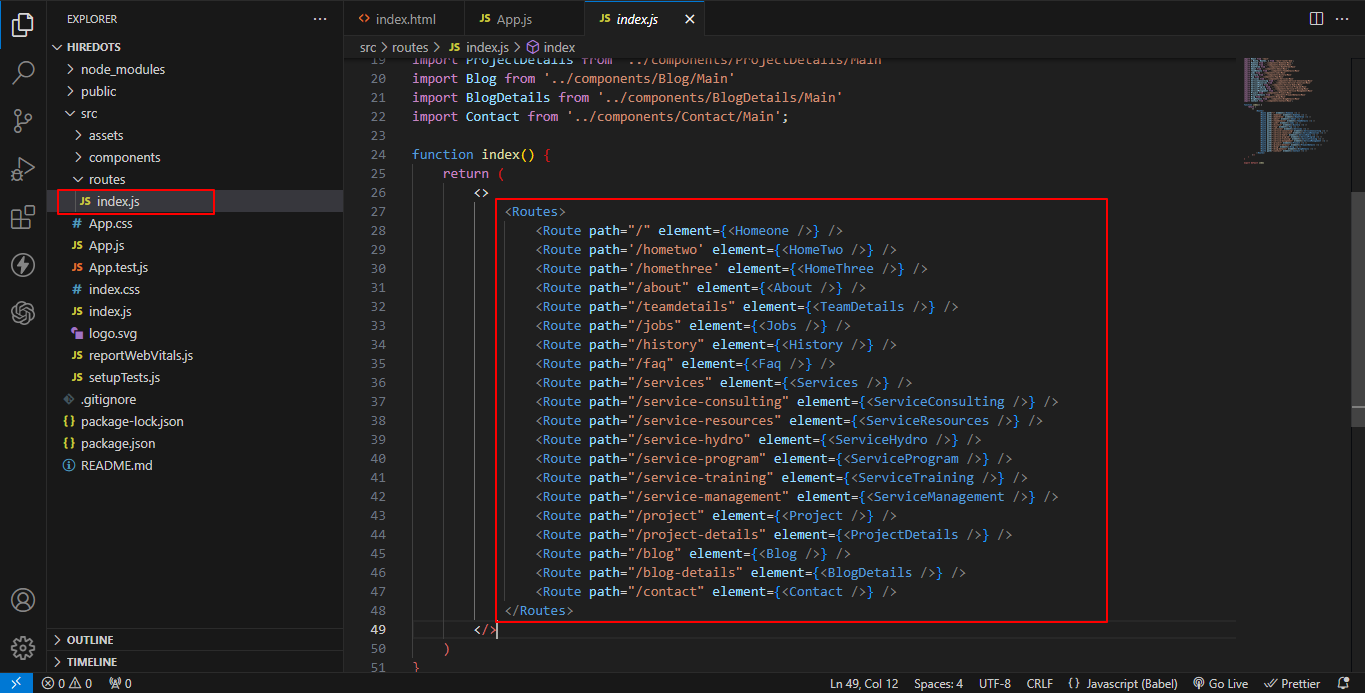 EXPLORER
HIREDOTS
node_modules
public
src
assets
components
routes
JS index.js
# App.css
JS App.js
JS App.test.js
# index.css
JS index.js
logo.svg
JS reportWebVitals.js
JS setupTests.js
.gitignore
{} package-lock.json
{} package.json
README.md
OUTLINE
TIMELINE
<> index.html
JS App.js
JS index.js
src > routes > JS index.js > index
19 import ProjectDetails from '../components/ProjectDetails/Main'
20 import Blog from '../components/Blog/Main'
21 import BlogDetails from '../components/BlogDetails/Main'
22 import Contact from '../components/Contact/Main';
23
24 function index() {
25 return (
26 <>
27 <Routes>
28 <Route path="/" element={<Homeone />} />
29 <Route path='/hometwo' element={<HomeTwo />} />
30 <Route path='/homethree' element={<HomeThree />} />
31 <Route path="/about" element={<About />} />
32 <Route path="/teamdetails" element={<TeamDetails />} />
33 <Route path="/jobs" element={<Jobs />} />
34 <Route path="/history" element={<History />} />
35 <Route path="/faq" element={<Faq />} />
36 <Route path="/services" element={<Services />} />
37 <Route path="/service-consulting" element={<ServiceConsulting />} />
38 <Route path="/service-resources" element={<ServiceResources />} />
39 <Route path="/service-hydro" element={<ServiceHydro />} />
40 <Route path="/service-program" element={<ServiceProgram />} />
41 <Route path="/service-training" element={<ServiceTraining />} />
42 <Route path="/service-management" element={<ServiceManagement />} />
43 <Route path="/project" element={<Project />} />
44 <Route path="/project-details" element={<ProjectDetails />} />
45 <Route path="/blog" element={<Blog />} />
46 <Route path="/blog-details" element={<BlogDetails />} />
47 <Route path="/contact" element={<Contact />} />
48 </Routes>
49 </>
50 )
51 }
0 0 0
Ln 49, Col 12
Spaces: 4
UTF-8
CRLF
{} Javascript (Babel)
Go Live
Prettier